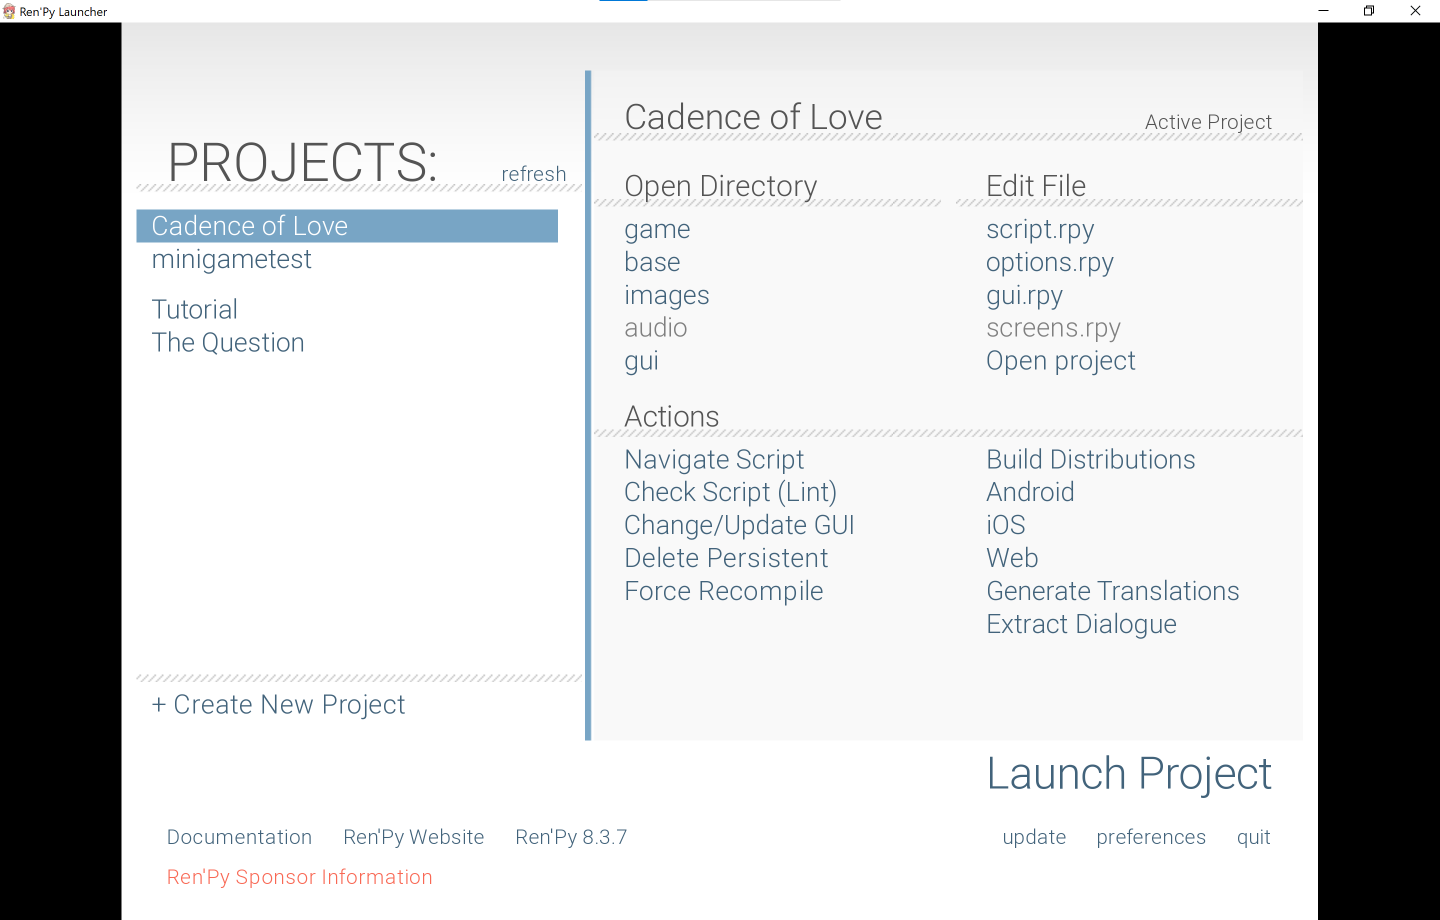 Ren'Py Launcher
PROJECTS:
refresh
Cadence of Love
minigametest
Tutorial
The Question
+ Create New Project
Cadence of Love
Active Project
Open Directory
game
base
images
audio
gui
Edit File
script.rpy
options.rpy
gui.rpy
screens.rpy
Open project
Actions
Navigate Script
Check Script (Lint)
Change/Update GUI
Delete Persistent
Force Recompile
Build Distributions
Android
iOS
Web
Generate Translations
Extract Dialogue
Launch Project
Documentation
Ren'Py Website
Ren'Py 8.3.7
update
preferences
quit
Ren'Py Sponsor Information